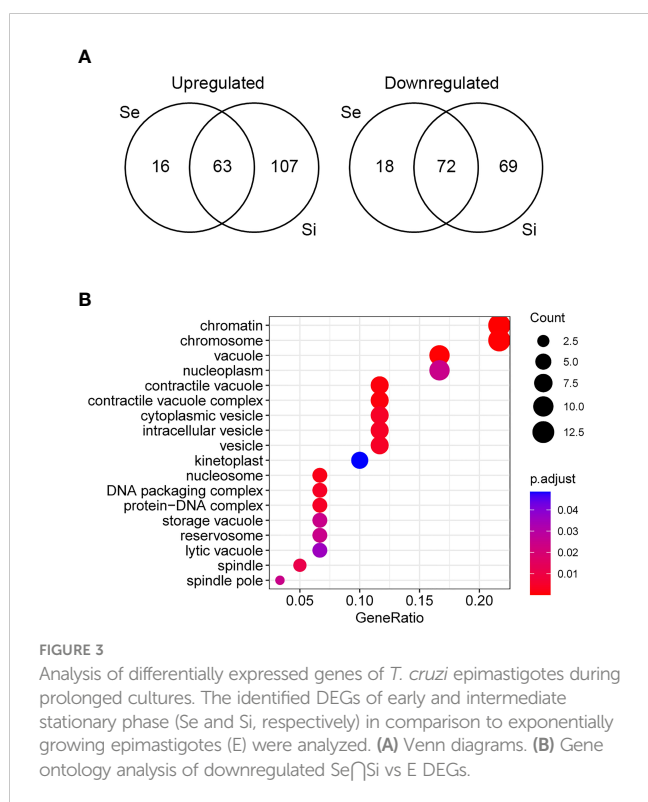 A
Upregulated
Downregulated
Se
Se
16
63
107
18
72
69
Si
Si
B
chromatin
chromosome
vacuole
nucleoplasm
contractile vacuole
contractile vacuole complex
cytoplasmic vesicle
intracellular vesicle
vesicle
kinetoplast
nucleosome
DNA packaging complex
protein−DNA complex
storage vacuole
reservosome
lytic vacuole
spindle
spindle pole
0.05
0.10
0.15
0.20
GeneRatio
Count
2.5
5.0
7.5
10.0
12.5
p.adjust
0.04
0.03
0.02
0.01
FIGURE 3
Analysis of differentially expressed genes of T. cruzi epimastigotes during
prolonged cultures. The identified DEGs of early and intermediate
stationary phase (Se and Si, respectively) in comparison to exponentially
growing epimastigotes (E) were analyzed. (A) Venn diagrams. (B) Gene
ontology analysis of downregulated Se⋂Si vs E DEGs.